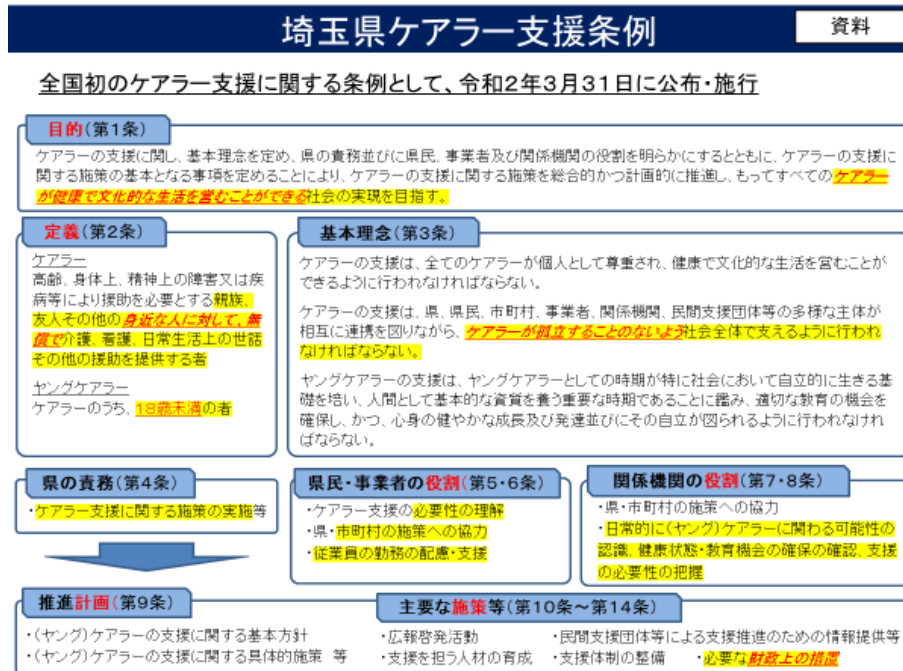 埼玉県ケアラー支援条例
資料
全国初のケアラー支援に関する条例として、令和2年3月31日に公布・施行
目的(第1条)
ケアラーの支援に関し、基本理念を定め、県の責務並びに県民、事業者及び関係機関の役割を明らかにするとともに、ケアラーの支援に
関する施策の基本となる事項を定めることにより、ケアラーの支援に関する施策を総合的かつ計画的に推進し、もってすべてのケアラー
が健康で文化的な生活を営むことができる社会の実現を目指す。
定義(第2条)
ケアラー
高齢、身体上、精神上の障害又は疾
病等により援助を必要とする親族、
友人その他の身近な人に対して、無
償で介護、看護、日常生活上の世話
その他の援助を提供する者
ヤングケアラー
ケアラーのうち、18歳未満の者
基本理念(第3条)
ケアラーの支援は、全てのケアラーが個人として尊重され、健康で文化的な生活を営むことが
できるように行われなければならない。
ケアラーの支援は、県、県民、市町村、事業者、関係機関、民間支援団体等の多様な主体が
相互に連携を図りながら、ケアラーが孤立することのないよう社会全体で支えるように行われ
なければならない。
ヤングケアラーの支援は、ヤングケアラーとしての時期が特に社会において自立的に生きる基
礎を培い、人間として基本的な資質を養う重要な時期であることに鑑み、適切な教育の機会を
確保し、かつ、心身の健やかな成長及び発達並びにその自立が図られるように行われなけれ
ばならない。
県の責務(第4条)
・ケアラー支援に関する施策の実施等
県民・事業者の役割(第5・6条)
・ケアラー支援の必要性の理解
・県・市町村の施策への協力
・従業員の勤務の配慮・支援
関係機関の役割(第7・8条)
・県・市町村の施策への協力
・日常的に(ヤング)ケアラーに関わる可能性の
認識、健康状態・教育機会の確保の確認、支援
の必要性の把握
推進計画(第9条)
・(ヤング)ケアラーの支援に関する基本方針
・(ヤング)ケアラーの支援に関する具体的施策 等
主要な施策等(第10条～第14条)
・広報啓発活動 ・民間支援団体等による支援推進のための情報提供等
・支援を担う人材の育成 ・支援体制の整備 ・必要な財政上の措置